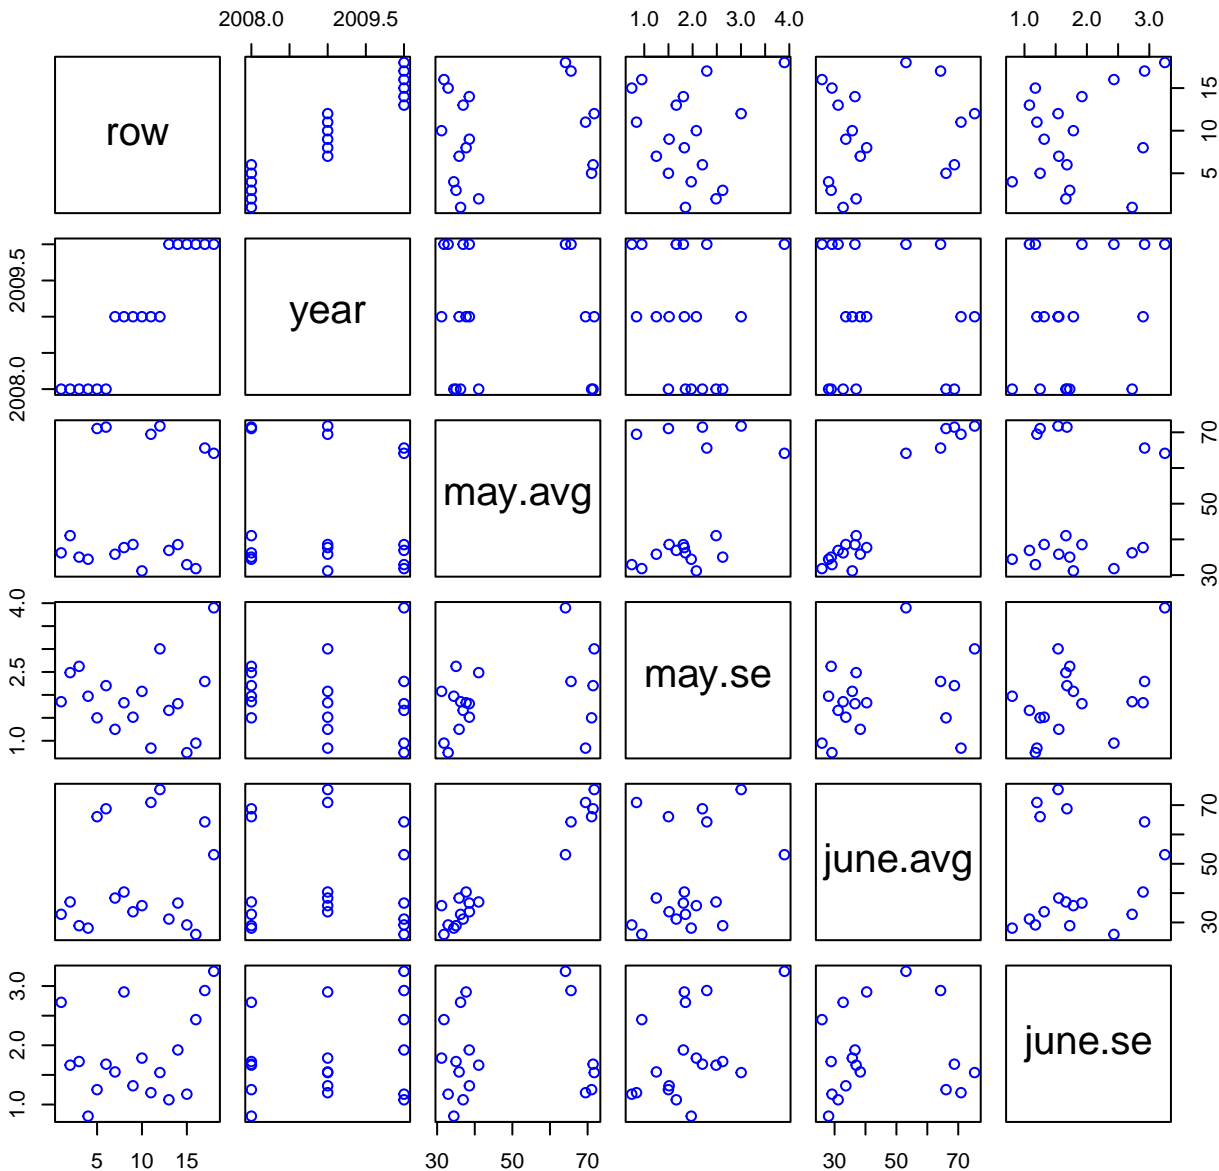 2008.0 2009.5 1.0 2.0 3.0 4.0 1.0 2.0 3.0
row 5 10 15
2008.0 2009.5 year
may.avg 30 50 70
1.0 2.5 4.0 may.se
june.avg 30 50 70
1.0 2.0 3.0 june.se
5 10 15 30 50 70 30 50 70